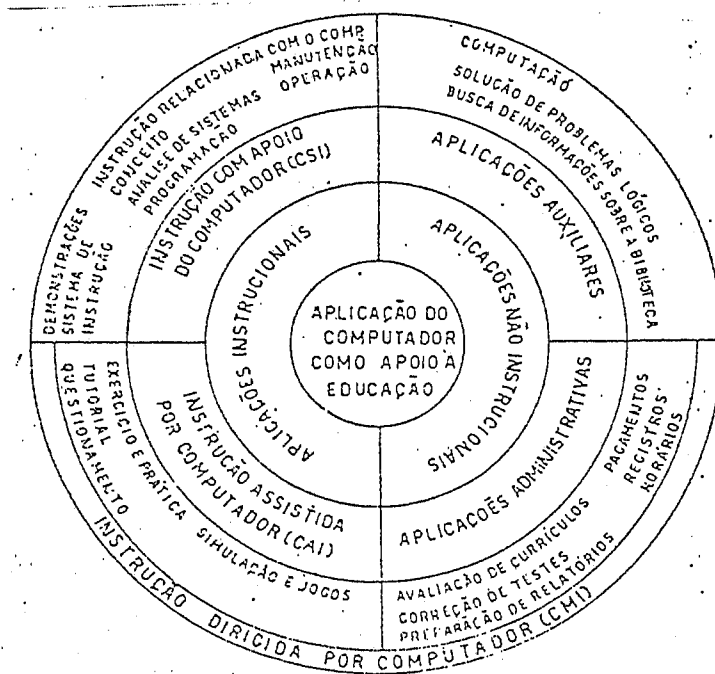 INSTRUÇÃO RELACIONADA COM O COMP.
CONCEITO
MANUTENÇÃO
ANALISE DE SISTEMAS
OPERAÇÃO
PROGRAMAÇÃO
DEMONSTRAÇÕES
SISTEMA DE
INSTRUÇÃO
COMPUTAÇÃO
SOLUÇÃO DE PROBLEMAS LÓGICOS
BUSCA DE INFORMAÇÕES SOBRE A BIBLIOTECA
INSTRUÇÃO COM APOIO
DO COMPUTADOR (CSI)
APLICAÇÕES AUXILIARES
APLICAÇÕES INSTRUCIONAIS
APLICAÇÕES NÃO INSTRUCIONAIS
APLICAÇÃO DO
COMPUTADOR
COMO APOIO À
EDUCAÇÃO
INSTRUÇÃO ASSISTIDA
POR COMPUTADOR (CAI)
APLICAÇÕES ADMINISTRATIVAS
EXERCÍCIO E PRÁTICA
TUTORIAL
QUESTIONAMENTO
SIMULAÇÃO E JOGOS
PAGAMENTOS
REGISTROS
HORÁRIOS
AVALIAÇÃO DE CURRÍCULOS
CORREÇÃO DE TESTES
PREPARAÇÃO DE RELATÓRIOS
INSTRUÇÃO DIRIGIDA POR COMPUTADOR (CMI)